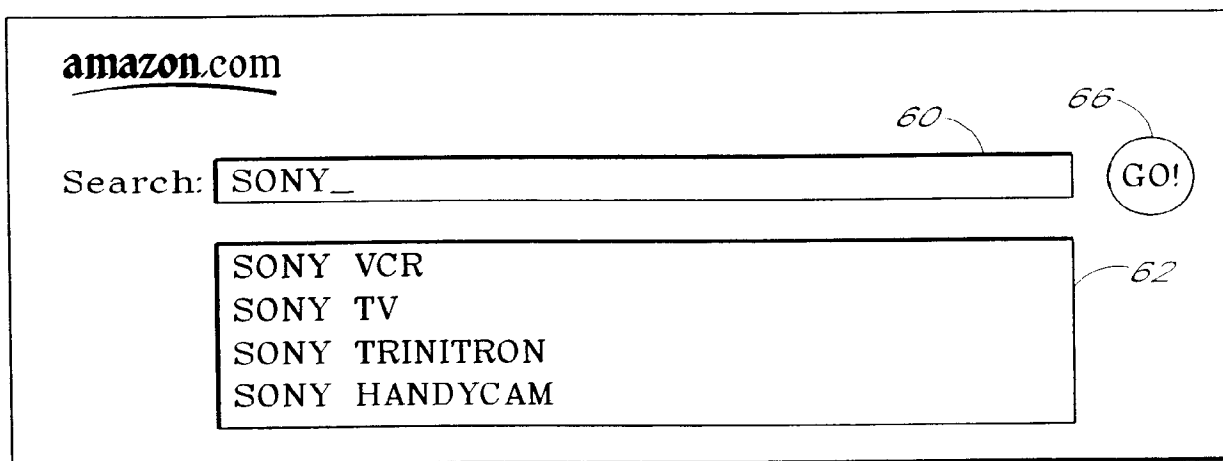 amazon.com
60
66
Search: SONY_ GO!
SONY VCR
62
SONY TV
SONY TRINITRON
SONY HANDYCAM